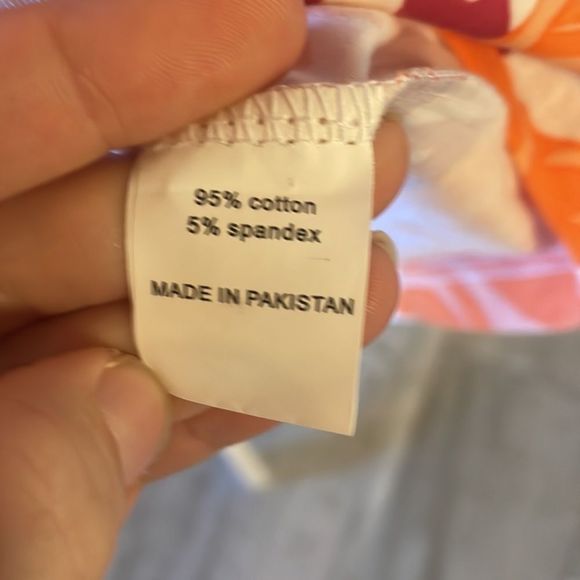 95% cotton
5% spandex
MADE IN PAKISTAN